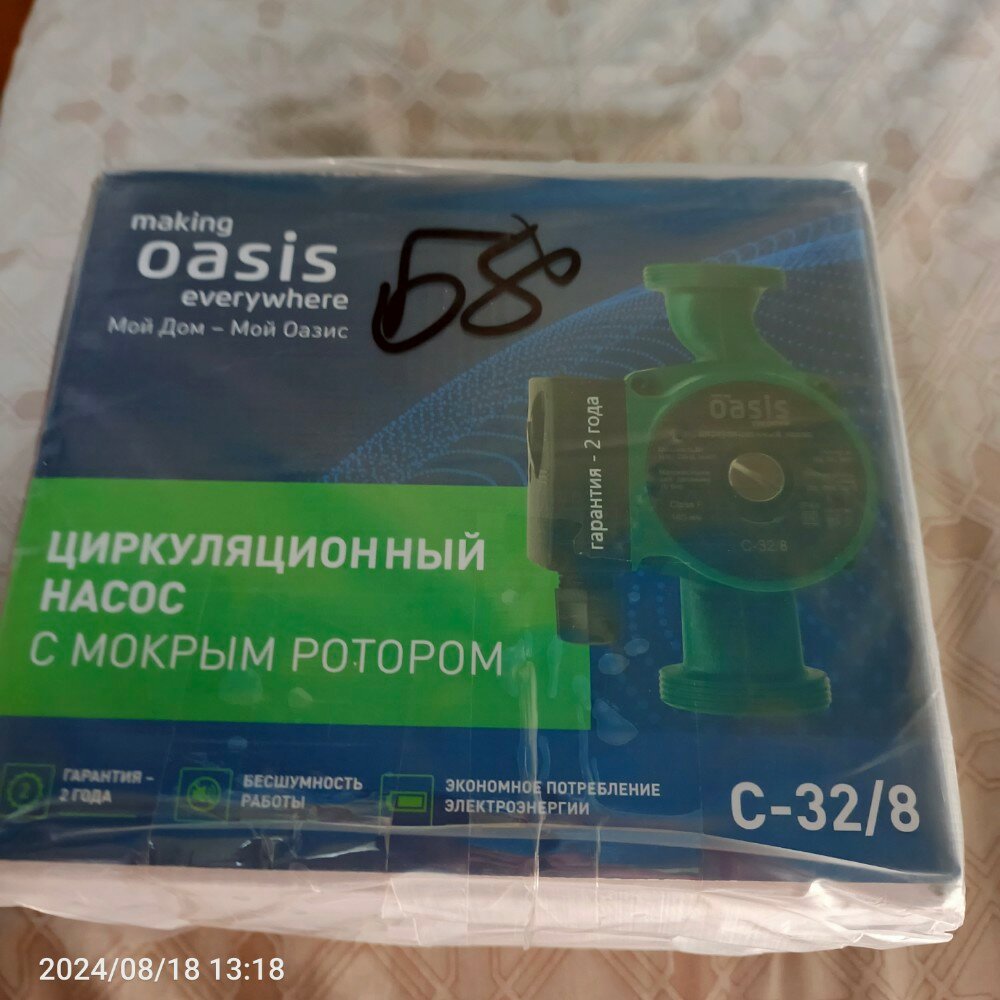 making
oasis
everywhere
Мой Дом – Мой Оазис
58
гарантия - 2 года
oasis
C-32/8
ЦИРКУЛЯЦИОННЫЙ
НАСОС
С МОКРЫМ РОТОРОМ
ГАРАНТИЯ –
2 ГОДА
БЕСШУМНОСТЬ
РАБОТЫ
ЭКОНОМНОЕ ПОТРЕБЛЕНИЕ
ЭЛЕКТРОЭНЕРГИИ
C-32/8
2024/08/18 13:18